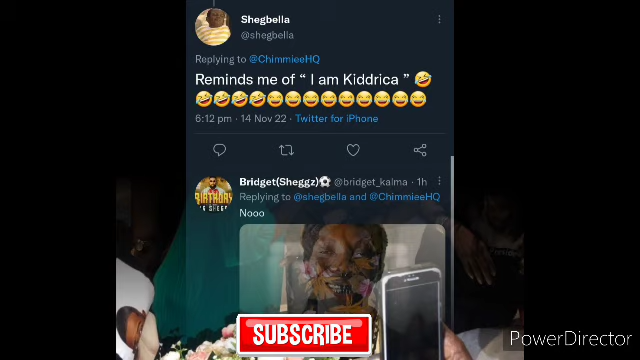 Shegbella
@shegbella
Replying to @ChimmieeHQ
Reminds me of “ I am Kiddrica ” 🤣
🤣🤣🤣🤣😂😂😂😂😂😂😂😂😂
6:12 pm · 14 Nov 22 · Twitter for iPhone
Bridget(Sheggz)⚽ @bridget_kalma · 1h
Replying to @shegbella and @ChimmieeHQ
BIRTHDAY
Nooo
SUBSCRIBE
PowerDirector